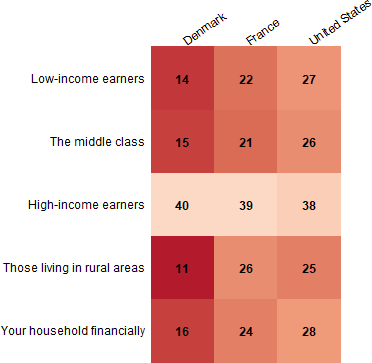 Denmark France United States
Low-income earners 14 22 27
The middle class 15 21 26
High-income earners 40 39 38
Those living in rural areas 11 26 25
Your household financially 16 24 28